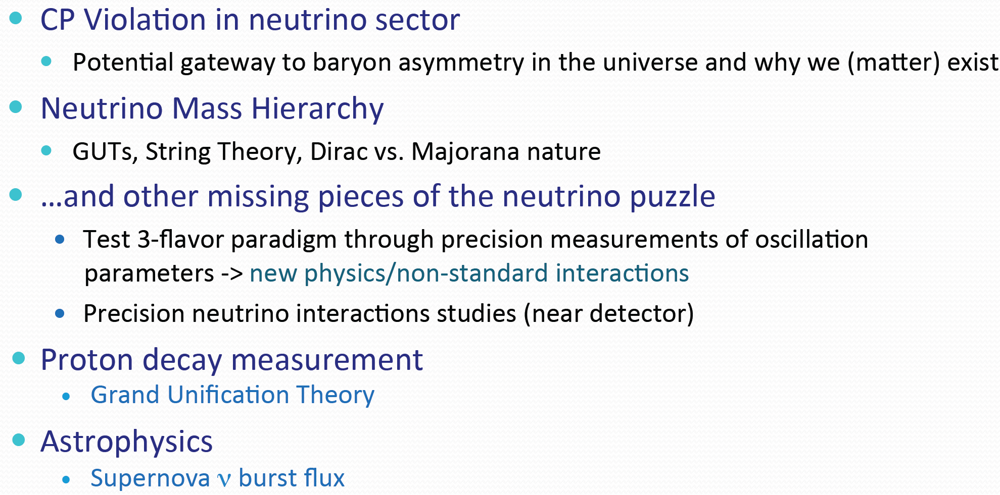 • CP Violation in neutrino sector
• Potential gateway to baryon asymmetry in the universe and why we (matter) exist
• Neutrino Mass Hierarchy
• GUTs, String Theory, Dirac vs. Majorana nature
• …and other missing pieces of the neutrino puzzle
• Test 3-flavor paradigm through precision measurements of oscillation
parameters -> new physics/non-standard interactions
• Precision neutrino interactions studies (near detector)
• Proton decay measurement
• Grand Unification Theory
• Astrophysics
• Supernova ν burst flux